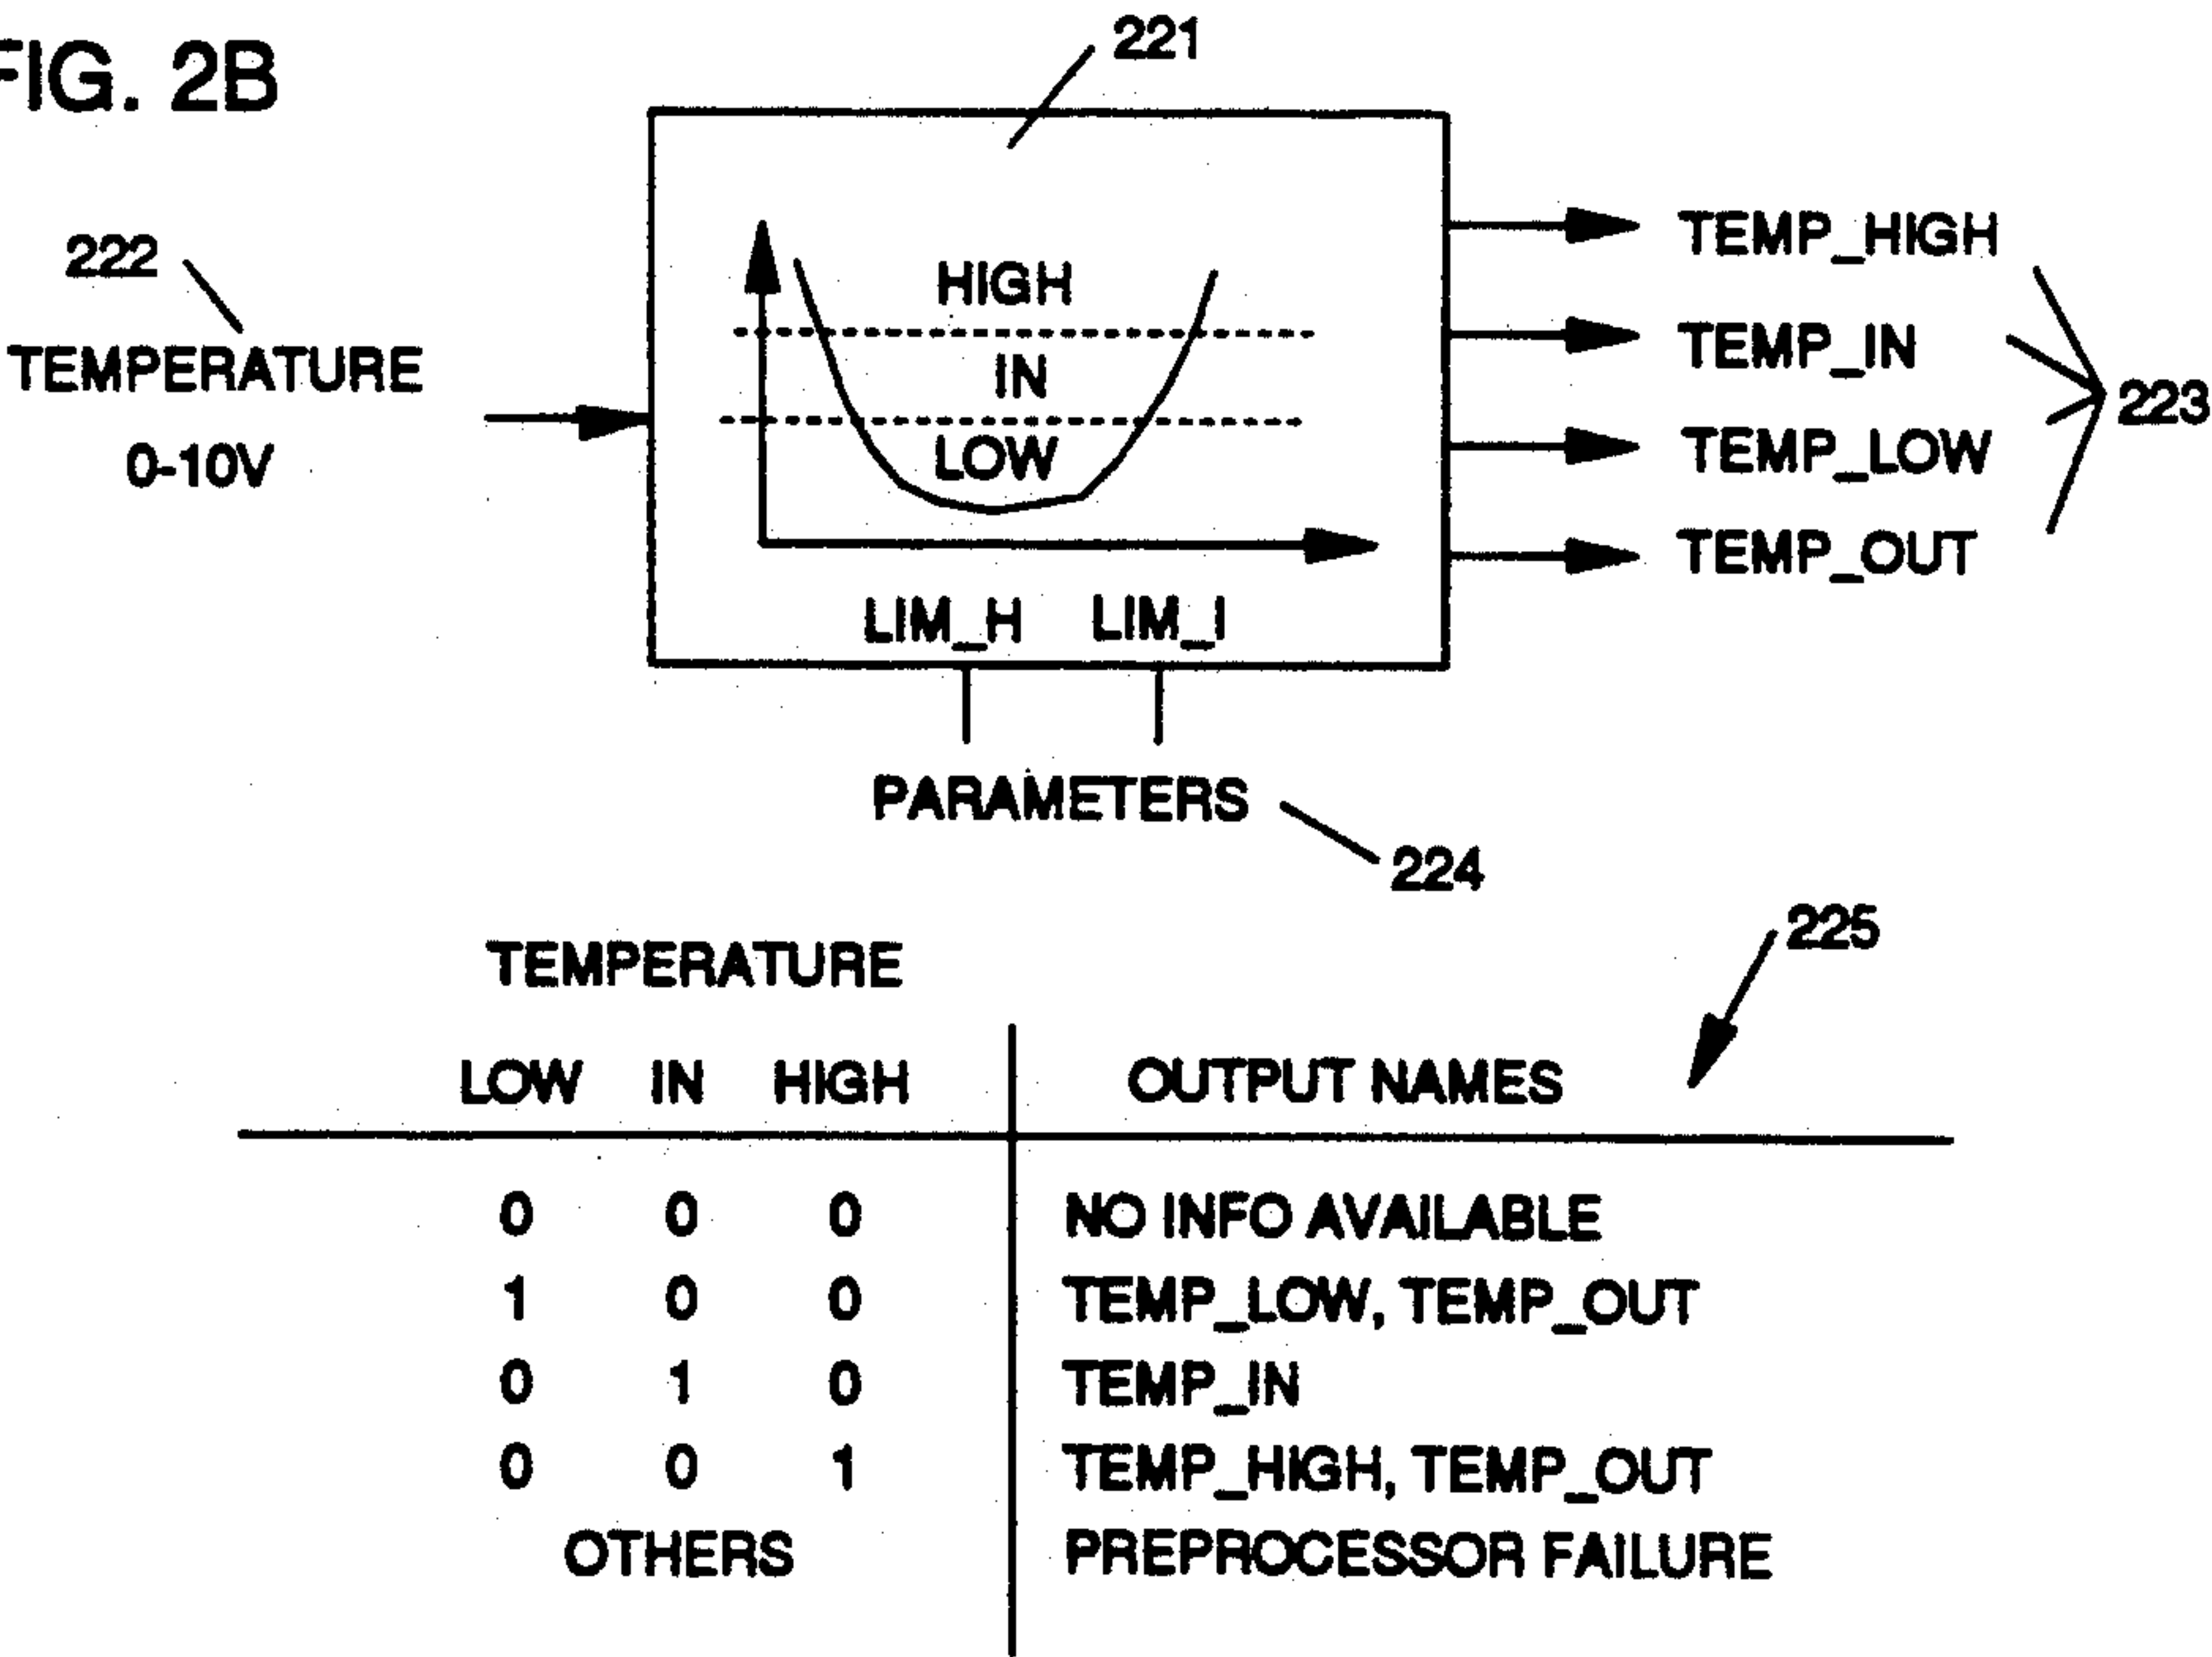 FIG. 2B
221
222
TEMPERATURE
0-10V
HIGH
IN
LOW
LIM_H LIM_I
TEMP_HIGH
TEMP_IN
TEMP_LOW
TEMP_OUT
223
PARAMETERS
224
225
TEMPERATURE
LOW IN HIGH OUTPUT NAMES
0 0 0 NO INFO AVAILABLE
1 0 0 TEMP_LOW, TEMP_OUT
0 1 0 TEMP_IN
0 0 1 TEMP_HIGH, TEMP_OUT
OTHERS PREPROCESSOR FAILURE